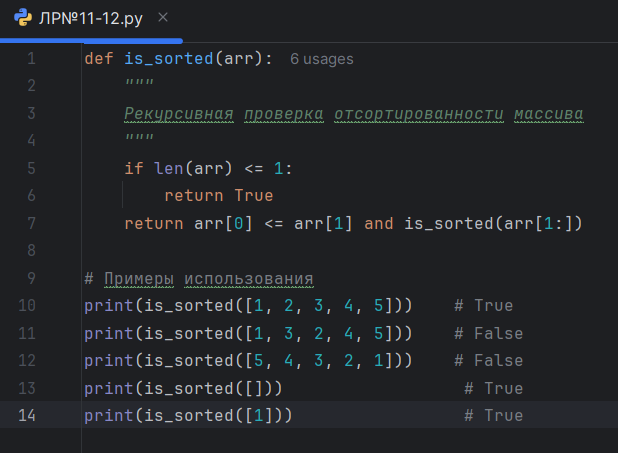 ЛР№11-12.py ×
1 def is_sorted(arr): 6 usages
2 """
3 Рекурсивная проверка отсортированности массива
4 """
5 if len(arr) <= 1:
6 return True
7 return arr[0] <= arr[1] and is_sorted(arr[1:])
8
9 # Примеры использования
10 print(is_sorted([1, 2, 3, 4, 5])) # True
11 print(is_sorted([1, 3, 2, 4, 5])) # False
12 print(is_sorted([5, 4, 3, 2, 1])) # False
13 print(is_sorted([])) # True
14 print(is_sorted([1])) # True